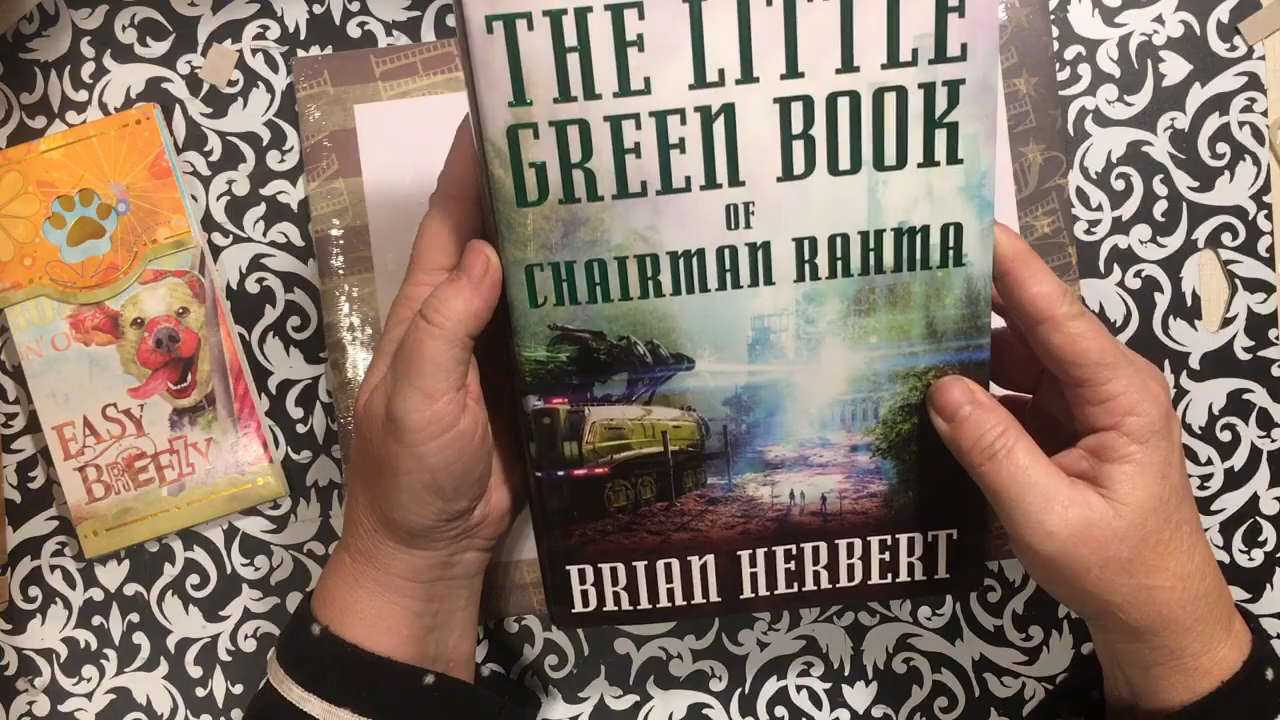 THE LITTLE
GREEN BOOK
OF
CHAIRMAN RAHMA
BRIAN HERBERT
N' O
EASY
BREEZY